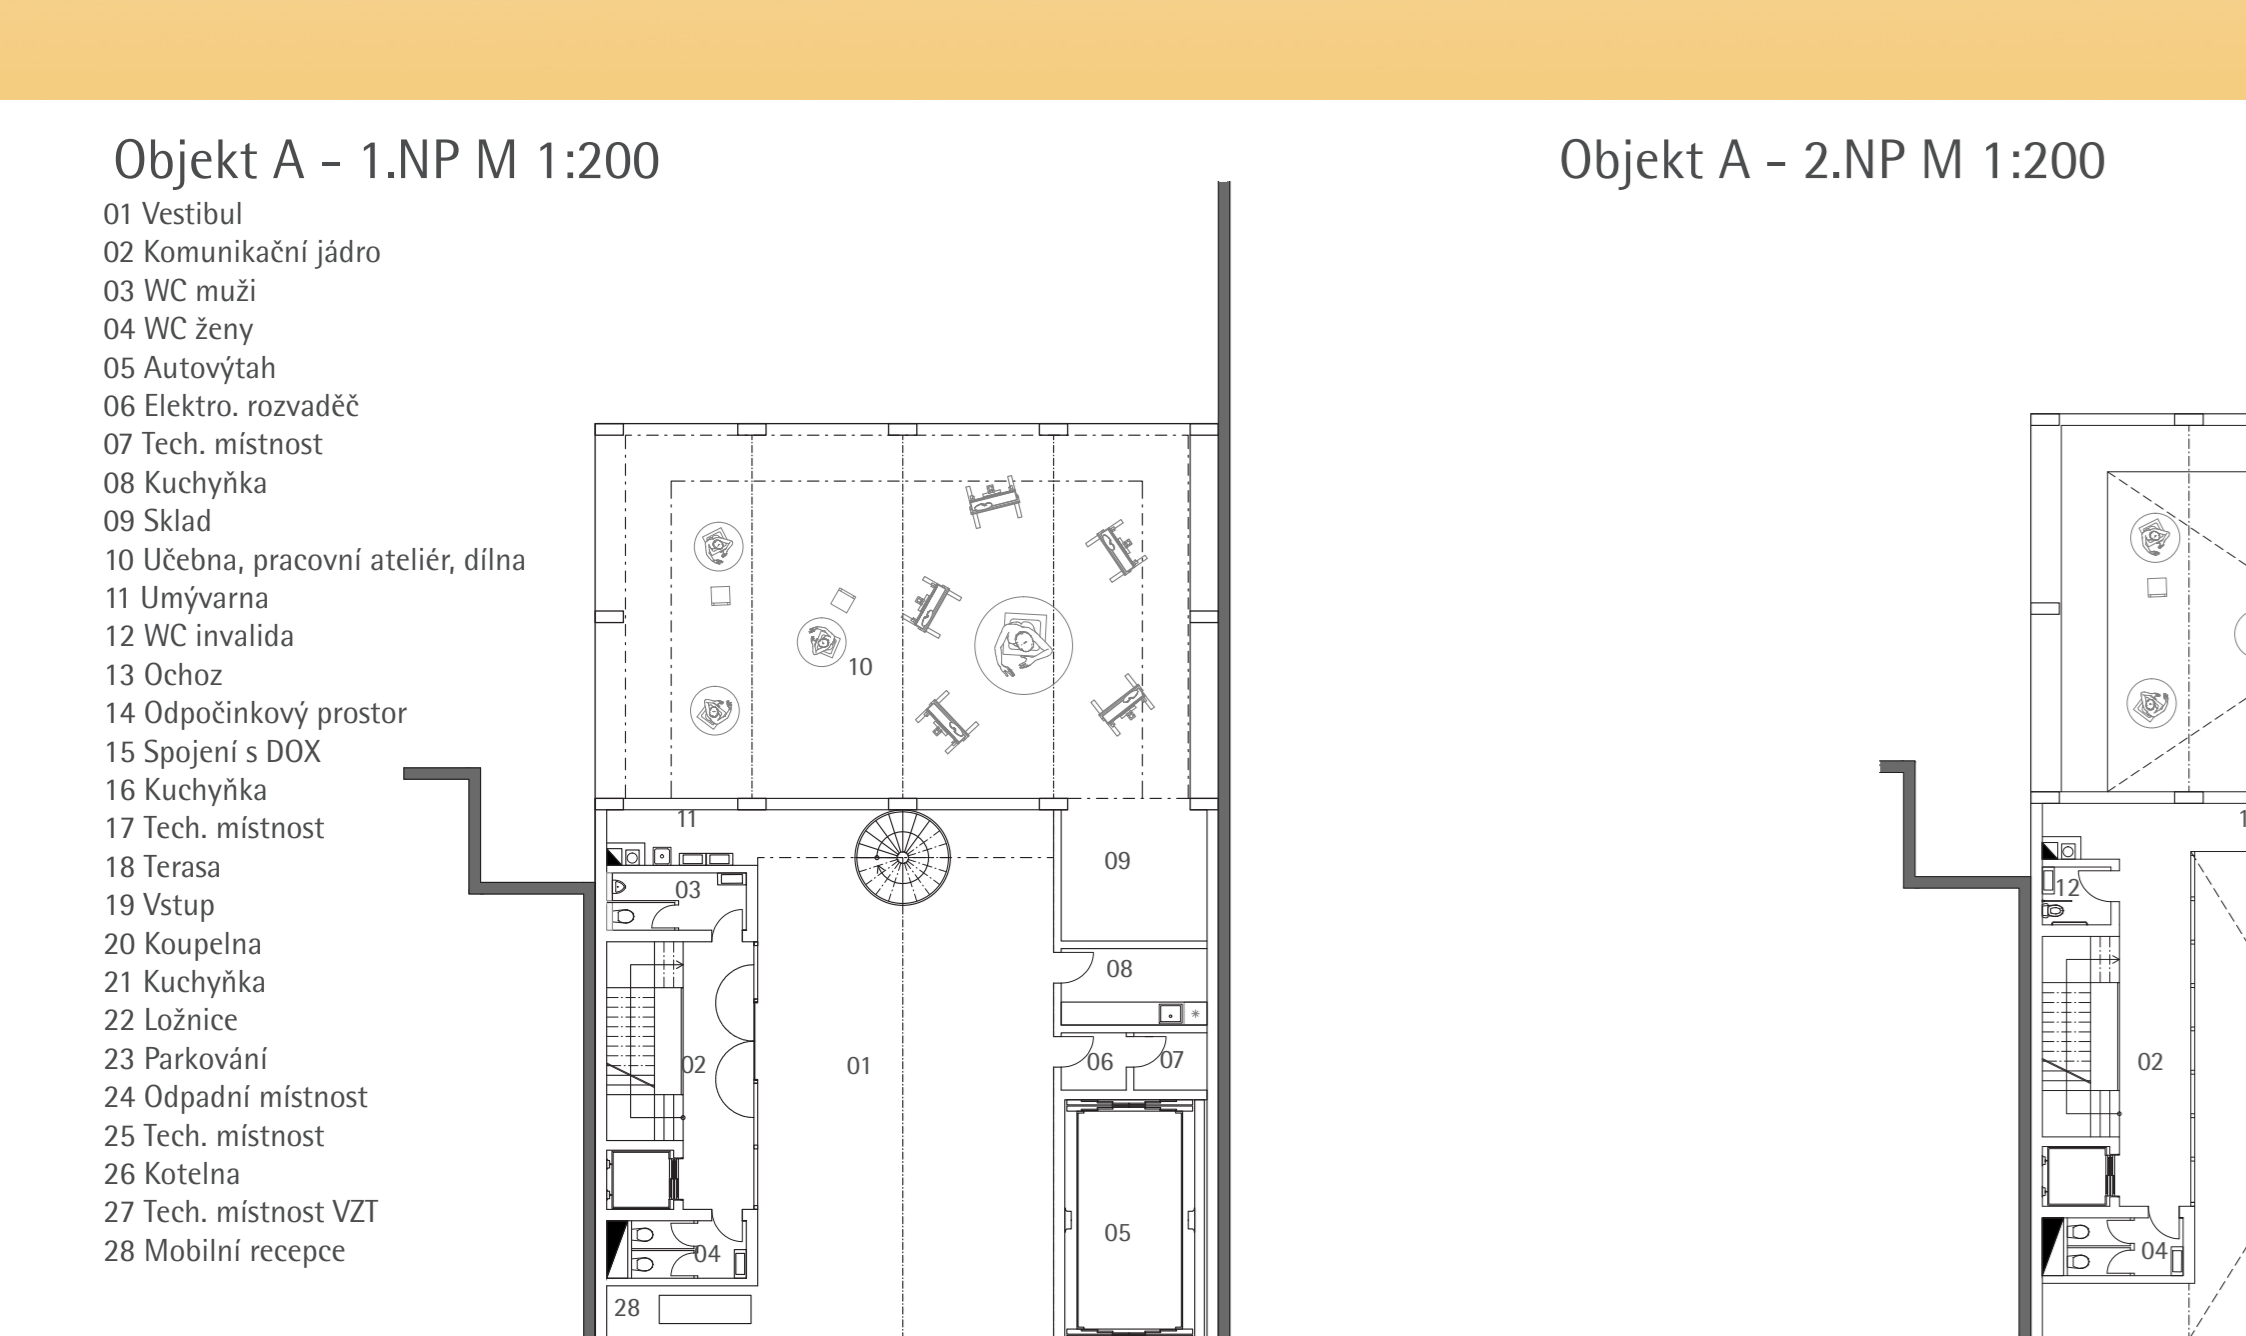 Objekt A - 1.NP M 1:200
01 Vestibul
02 Komunikační jádro
03 WC muži
04 WC ženy
05 Autovýtah
06 Elektro. rozvaděč
07 Tech. místnost
08 Kuchyňka
09 Sklad
10 Učebna, pracovní ateliér, dílna
11 Umývarna
12 WC invalida
13 Ochoz
14 Odpočinkový prostor
15 Spojení s DOX
16 Kuchyňka
17 Tech. místnost
18 Terasa
19 Vstup
20 Koupelna
21 Kuchyňka
22 Ložnice
23 Parkování
24 Odpadní místnost
25 Tech. místnost
26 Kotelna
27 Tech. místnost VZT
28 Mobilní recepce
10
11
09
03
08
02
01
06
07
05
04
28
Objekt A - 2.NP M 1:200
12
02
04